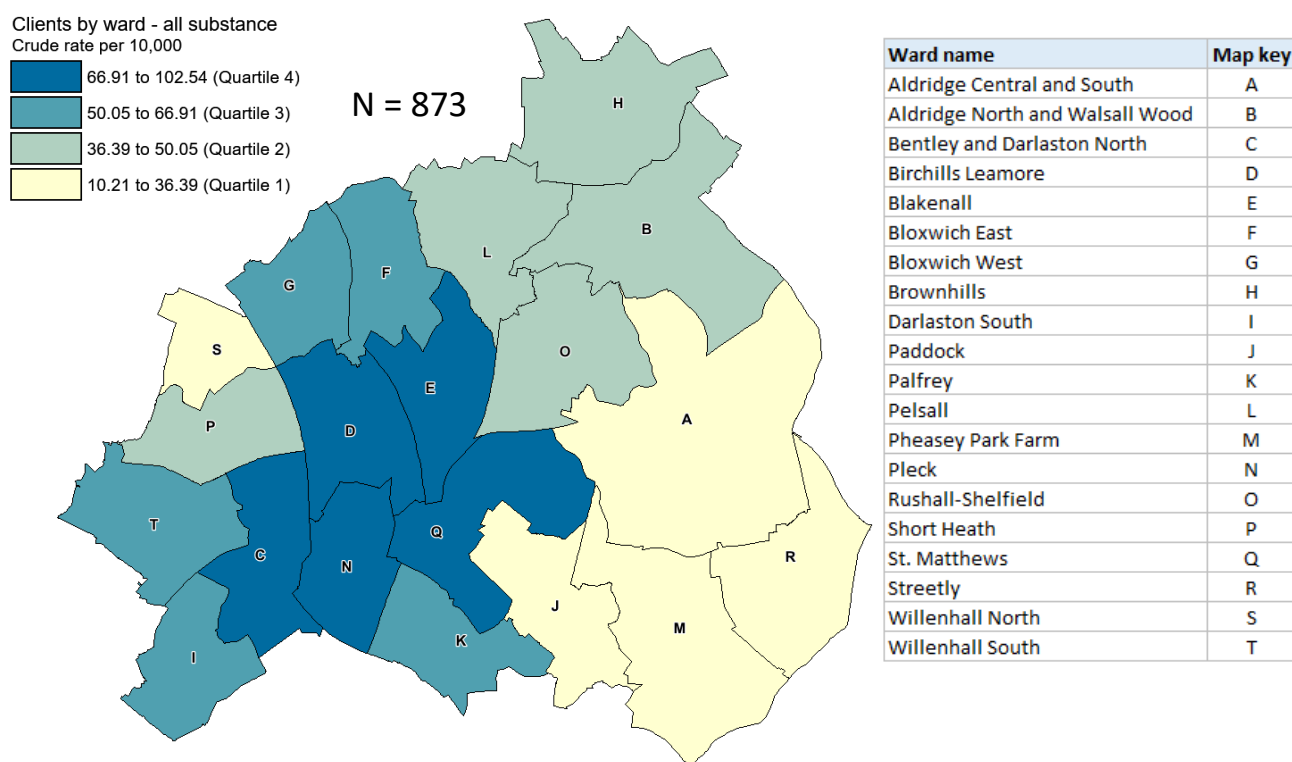 Clients by ward - all substance
Crude rate per 10,000
66.91 to 102.54 (Quartile 4)
50.05 to 66.91 (Quartile 3)
36.39 to 50.05 (Quartile 2)
10.21 to 36.39 (Quartile 1)
N = 873
H
B
L
F
G
S
O
E
A
P
D
T
Q
C
N
R
J
M
K
I
Ward name Map key
Aldridge Central and South A
Aldridge North and Walsall Wood B
Bentley and Darlaston North C
Birchills Leamore D
Blakenall E
Bloxwich East F
Bloxwich West G
Brownhills H
Darlaston South I
Paddock J
Palfrey K
Pelsall L
Pheasey Park Farm M
Pleck N
Rushall-Shelfield O
Short Heath P
St. Matthews Q
Streetly R
Willenhall North S
Willenhall South T